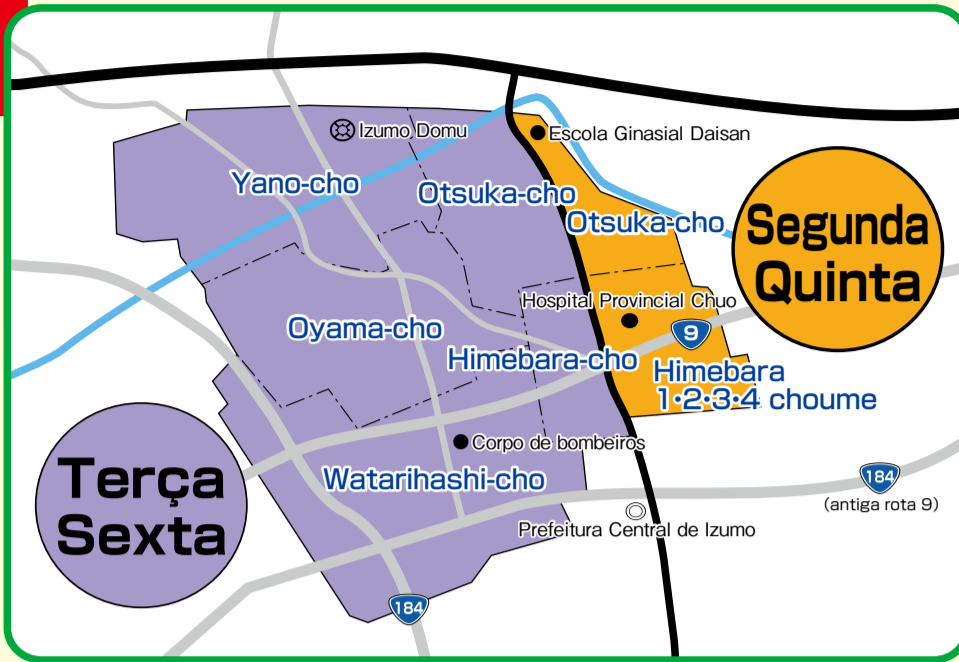 Izumo Domu
Escola Ginasial Daisan
Yano-cho
Otsuka-cho
Otsuka-cho
Segunda
Quinta
Hospital Provincial Chuo
9
Oyama-cho
Himebara-cho
Himebara
1・2・3・4 choume
Corpo de bombeiros
Terça
Sexta
Watarihashi-cho
184
(antiga rota 9)
Prefeitura Central de Izumo
184